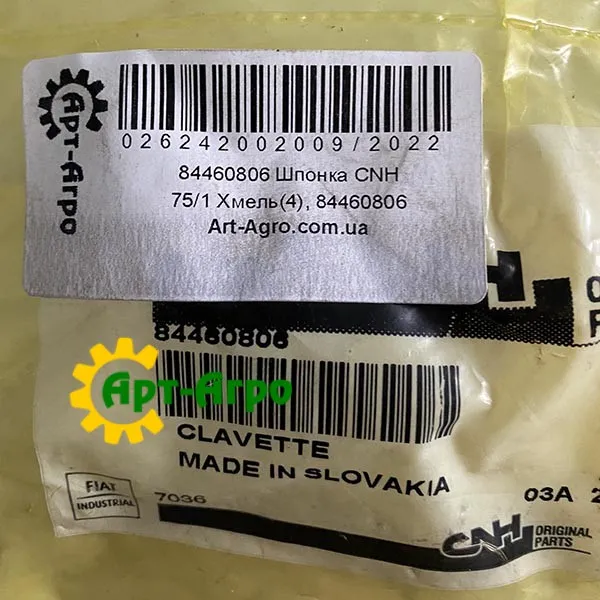 Арт-Агро
026242002009/2022
84460806 Шпонка CNH
75/1 Хмель(4), 84460806
Art-Agro.com.ua
84460806
Арт-Агро
CLAVETTE
MADE IN SLOVAKIA
FIAT
INDUSTRIAL
7036
03A 2
CNH ORIGINAL
PARTS